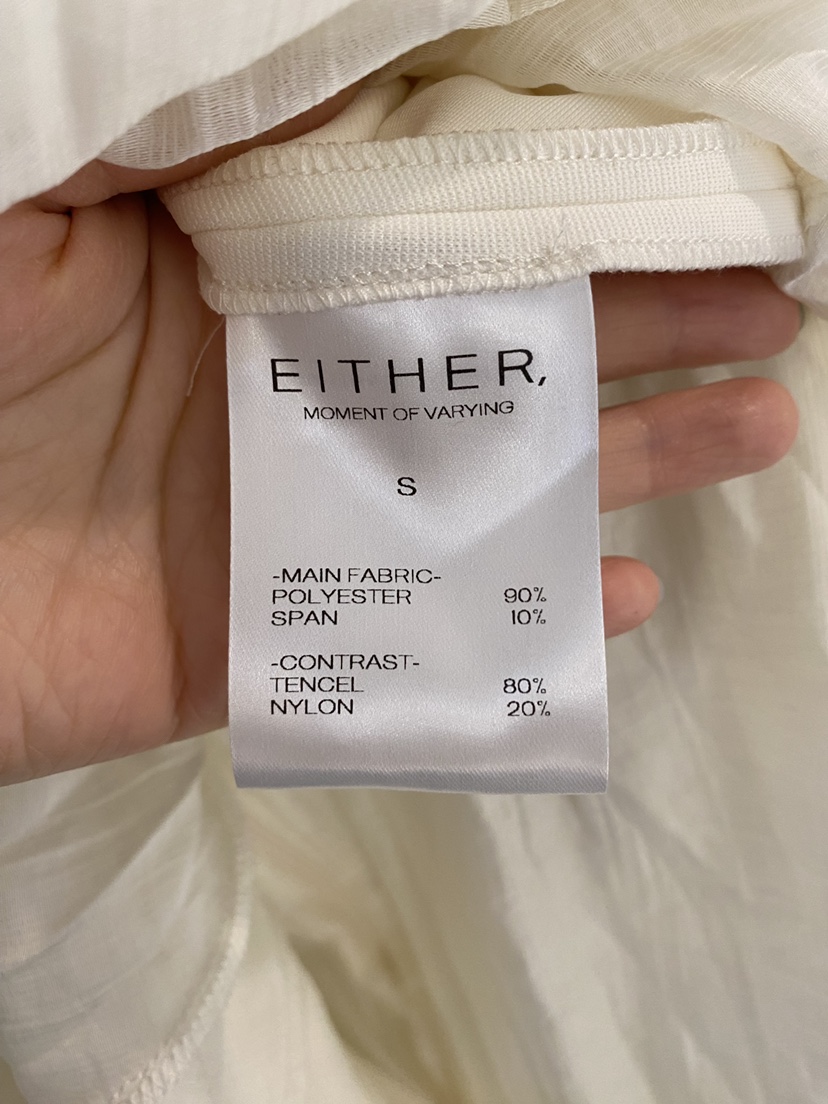 EITHER,
MOMENT OF VARYING
S
-MAIN FABRIC-
POLYESTER 90%
SPAN 10%
-CONTRAST-
TENCEL 80%
NYLON 20%